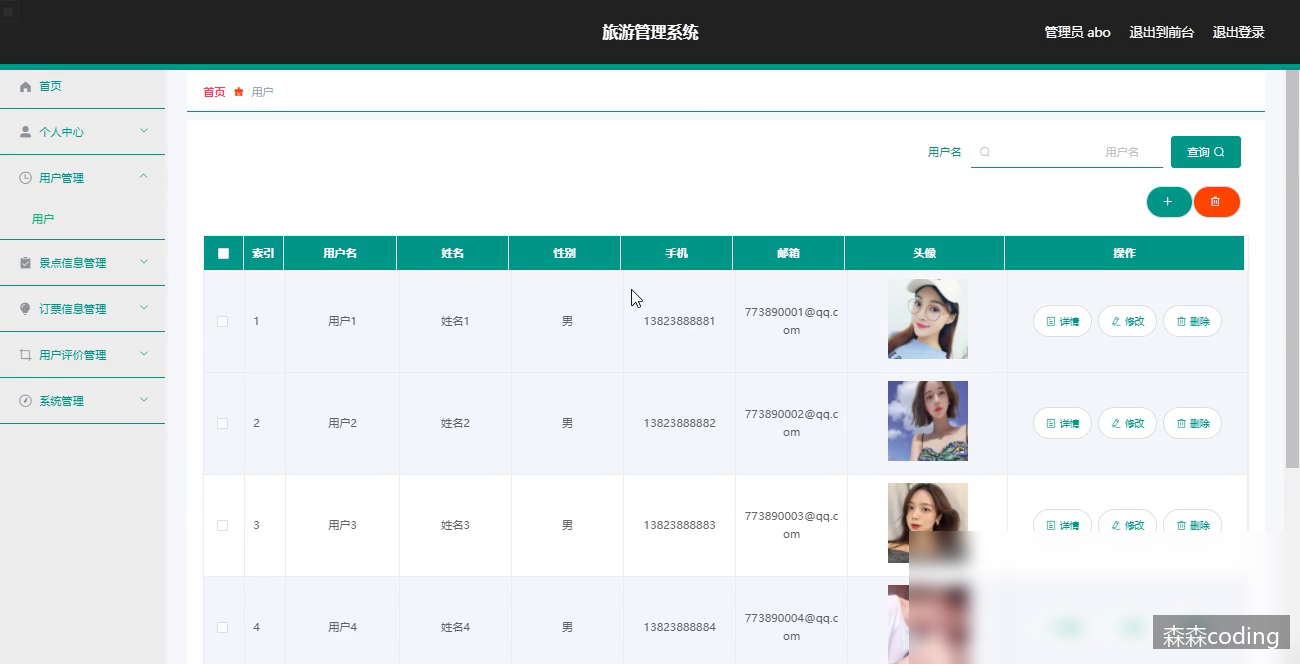 旅游管理系统
管理员 abo 退出到前台 退出登录
首页
个人中心
用户管理
用户
景点信息管理
订票信息管理
用户评价管理
系统管理
首页 用户
用户名 用户名 查询
+
索引 用户名 姓名 性别 手机 邮箱 头像 操作
1 用户1 姓名1 男 13823888881 773890001@qq.c
om
详情 修改 删除
2 用户2 姓名2 男 13823888882 773890002@qq.c
om
详情 修改 删除
3 用户3 姓名3 男 13823888883 773890003@qq.c
om
详情 修改 删除
4 用户4 姓名4 男 13823888884 773890004@qq.c
om
森森coding